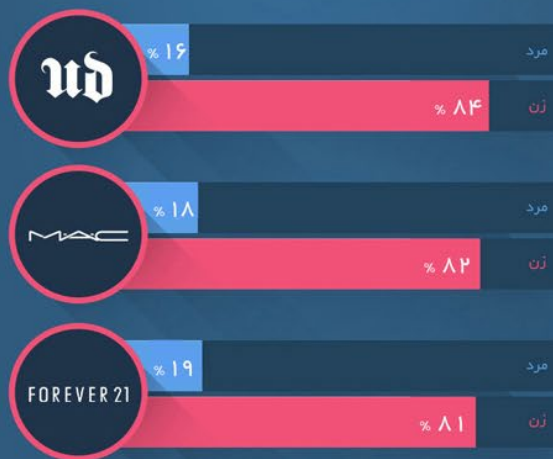 مرد % ۱۶
ud
زن % ۸۴
مرد % ۱۸
MAC
زن % ۸۲
مرد % ۱۹
FOREVER 21
زن % ۸۱